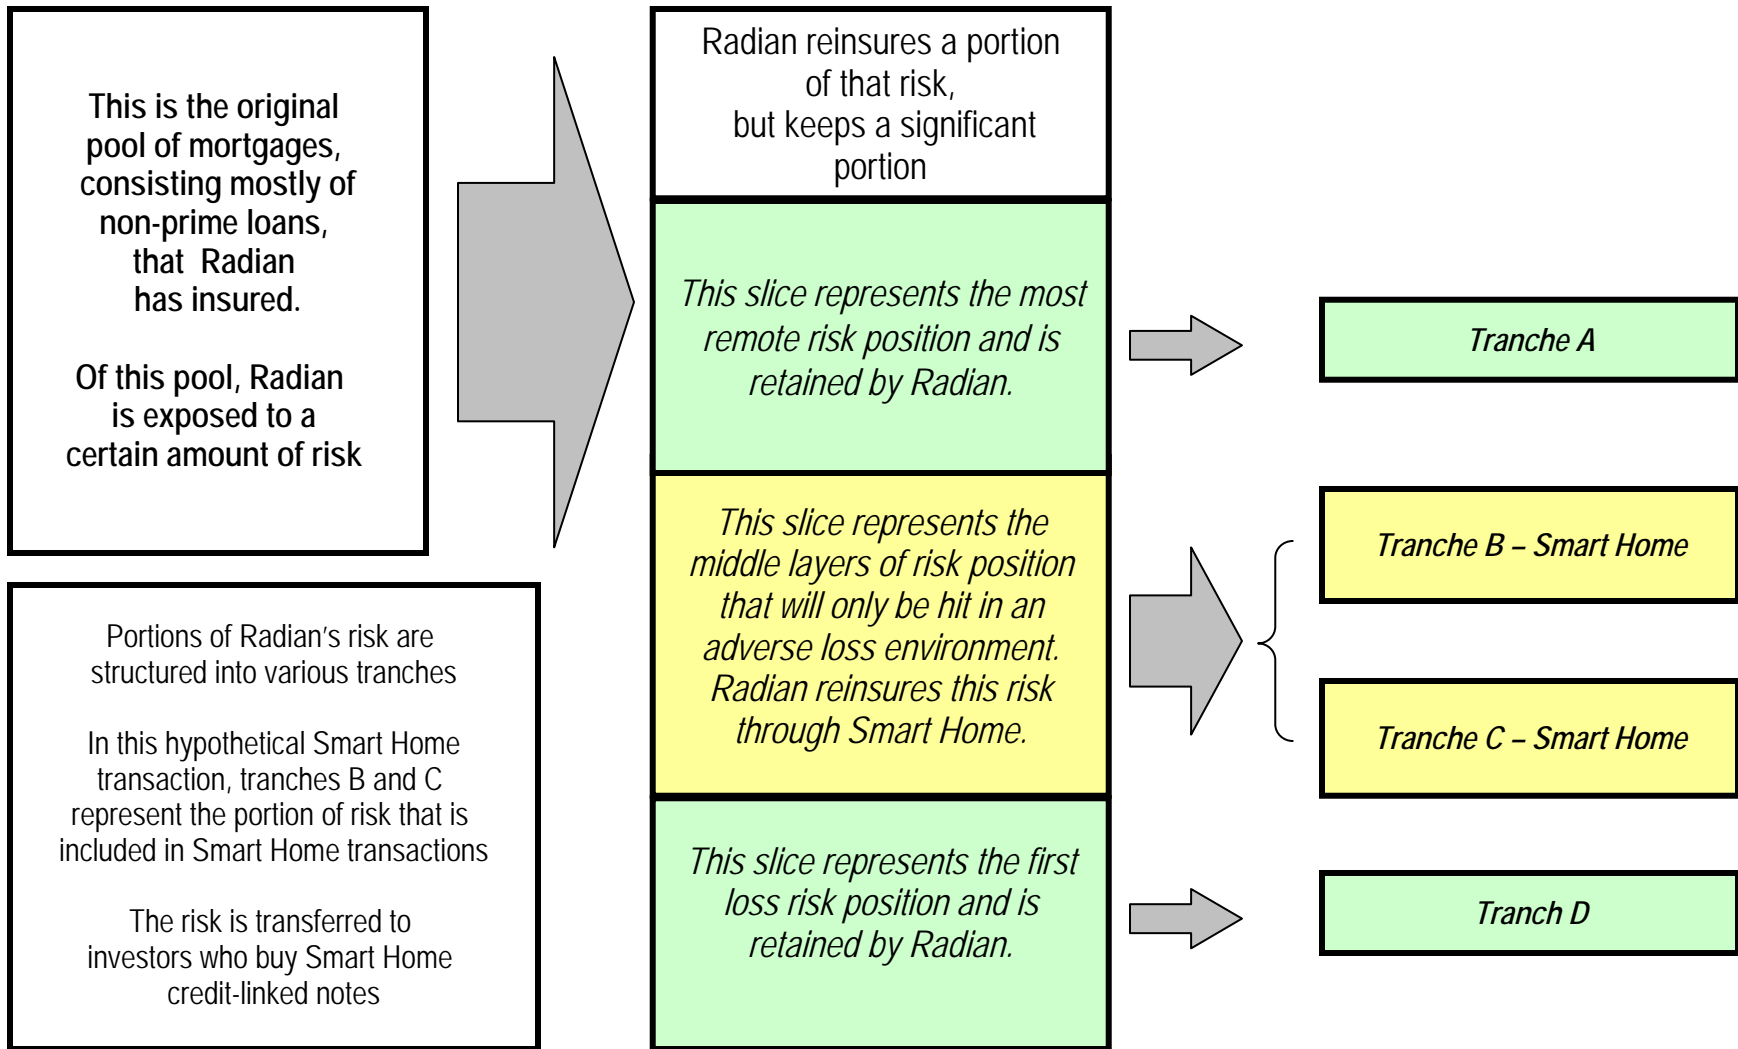 This is the original
pool of mortgages,
consisting mostly of
non-prime loans,
that Radian
has insured.
Of this pool, Radian
is exposed to a
certain amount of risk
Portions of Radian’s risk are
structured into various tranches
In this hypothetical Smart Home
transaction, tranches B and C
represent the portion of risk that is
included in Smart Home transactions
The risk is transferred to
investors who buy Smart Home
credit-linked notes
Radian reinsures a portion
of that risk,
but keeps a significant
portion
This slice represents the most
remote risk position and is
retained by Radian.
This slice represents the
middle layers of risk position
that will only be hit in an
adverse loss environment.
Radian reinsures this risk
through Smart Home.
This slice represents the first
loss risk position and is
retained by Radian.
Tranche A
Tranche B – Smart Home
Tranche C – Smart Home
Tranch D